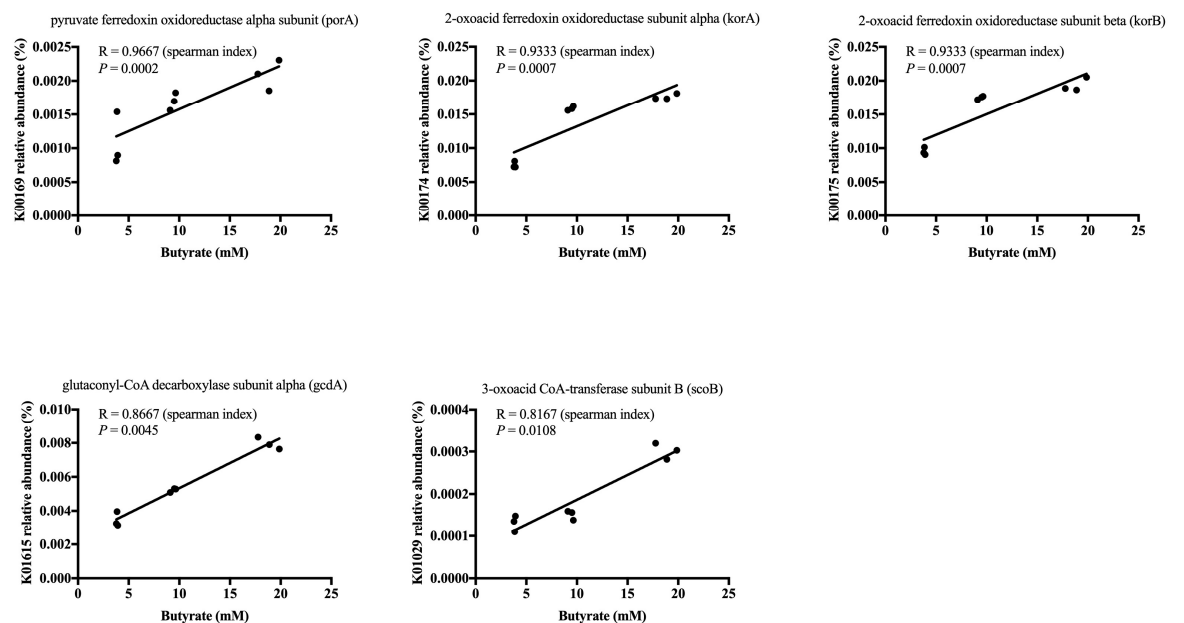 pyruvate ferredoxin oxidoreductase alpha subunit (porA)
R = 0.9667 (spearman index)
P = 0.0002
K00169 relative abundance (%)
0.0025
0.0020
0.0015
0.0010
0.0005
0.0000
0 5 10 15 20 25
Butyrate (mM)
2-oxoacid ferredoxin oxidoreductase subunit alpha (korA)
R = 0.9333 (spearman index)
P = 0.0007
K00174 relative abundance (%)
0.025
0.020
0.015
0.010
0.005
0.000
0 5 10 15 20 25
Butyrate (mM)
2-oxoacid ferredoxin oxidoreductase subunit beta (korB)
R = 0.9333 (spearman index)
P = 0.0007
K00175 relative abundance (%)
0.025
0.020
0.015
0.010
0.005
0.000
0 5 10 15 20 25
Butyrate (mM)
glutaconyl-CoA decarboxylase subunit alpha (gcdA)
R = 0.8667 (spearman index)
P = 0.0045
K01615 relative abundance (%)
0.010
0.008
0.006
0.004
0.002
0.000
0 5 10 15 20 25
Butyrate (mM)
3-oxoacid CoA-transferase subunit B (scoB)
R = 0.8167 (spearman index)
P = 0.0108
K01029 relative abundance (%)
0.0004
0.0003
0.0002
0.0001
0.0000
0 5 10 15 20 25
Butyrate (mM)